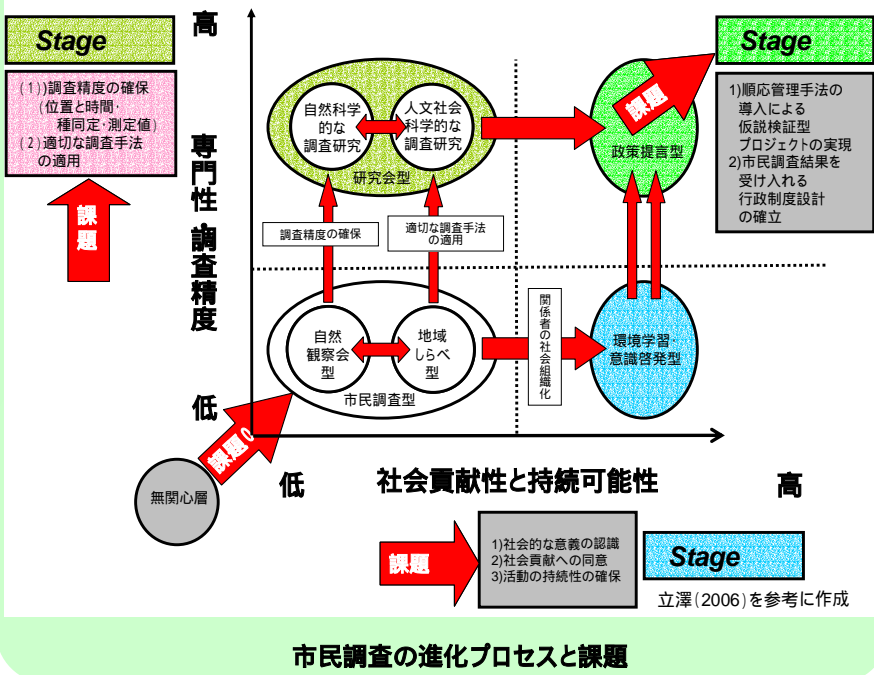 高
Stage
(1))調査精度の確保
(位置と時間・
種同定・測定値)
(2)適切な調査手法
の適用
課題
専門性・調査精度
自然科学
的な
調査研究
人文社会
科学的な
調査研究
研究会型
課題
政策提言型
Stage
1)順応管理手法の
導入による
仮説検証型
プロジェクトの実現
2)市民調査結果を
受け入れる
行政制度設計
の確立
調査精度の確保
適切な調査手法
の適用
自然
観察会
型
地域
しらべ
型
市民調査型
関係者の社会組織化
環境学習・
意識啓発型
低
課題0
無関心層
低
社会貢献性と持続可能性
高
課題
1)社会的な意義の認識
2)社会貢献への同意
3)活動の持続性の確保
Stage
立澤(2006)を参考に作成
市民調査の進化プロセスと課題